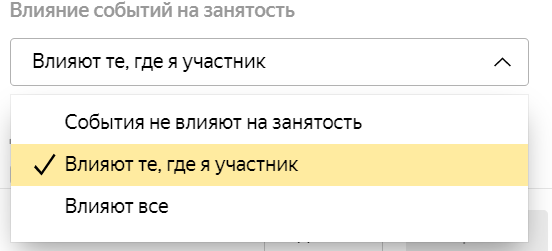 Влияние событий на занятость
Влияют те, где я участник
События не влияют на занятость
Влияют те, где я участник
Влияют все